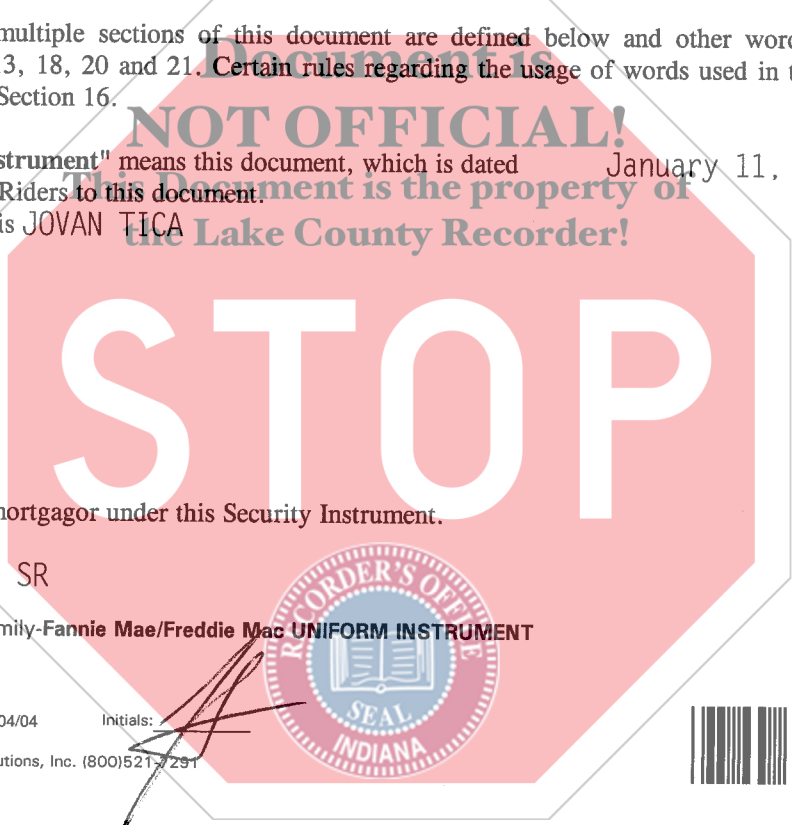 multiple sections of this document are defined below and other word
3, 18, 20 and 21. Certain rules regarding the usage of words used in t
Section 16.
Document is
NOT OFFICIAL!
This Document is the property of
the Lake County Recorder!
strument" means this document, which is dated January 11,
Riders to this document.
is JOVAN TICA
STOP
mortgagor under this Security Instrument.
SR
mily-Fannie Mae/Freddie Mac UNIFORM INSTRUMENT
RECORDER'S OFFICE
SEAL
INDIANA
04/04 Initials:
utions, Inc. (800)521-7291